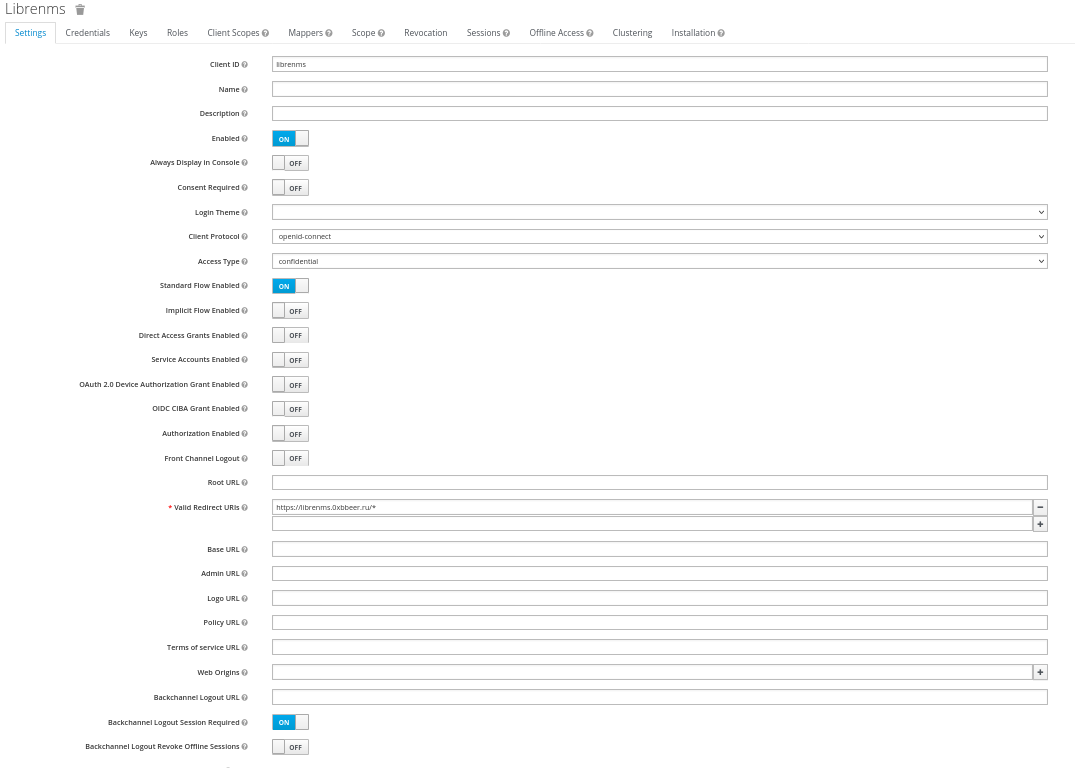 Librenms
Settings Credentials Keys Roles Client Scopes Mappers Scope Revocation Sessions Offline Access Clustering Installation
Client ID librenms
Name
Description
Enabled ON
Always Display in Console OFF
Consent Required OFF
Login Theme
Client Protocol openid-connect
Access Type confidential
Standard Flow Enabled ON
Implicit Flow Enabled OFF
Direct Access Grants Enabled OFF
Service Accounts Enabled OFF
OAuth 2.0 Device Authorization Grant Enabled OFF
OIDC CIBA Grant Enabled OFF
Authorization Enabled OFF
Front Channel Logout OFF
Root URL
* Valid Redirect URIs https://librenms.0xbbeer.ru/*
Base URL
Admin URL
Logo URL
Policy URL
Terms of service URL
Web Origins
Backchannel Logout URL
Backchannel Logout Session Required ON
Backchannel Logout Revoke Offline Sessions OFF